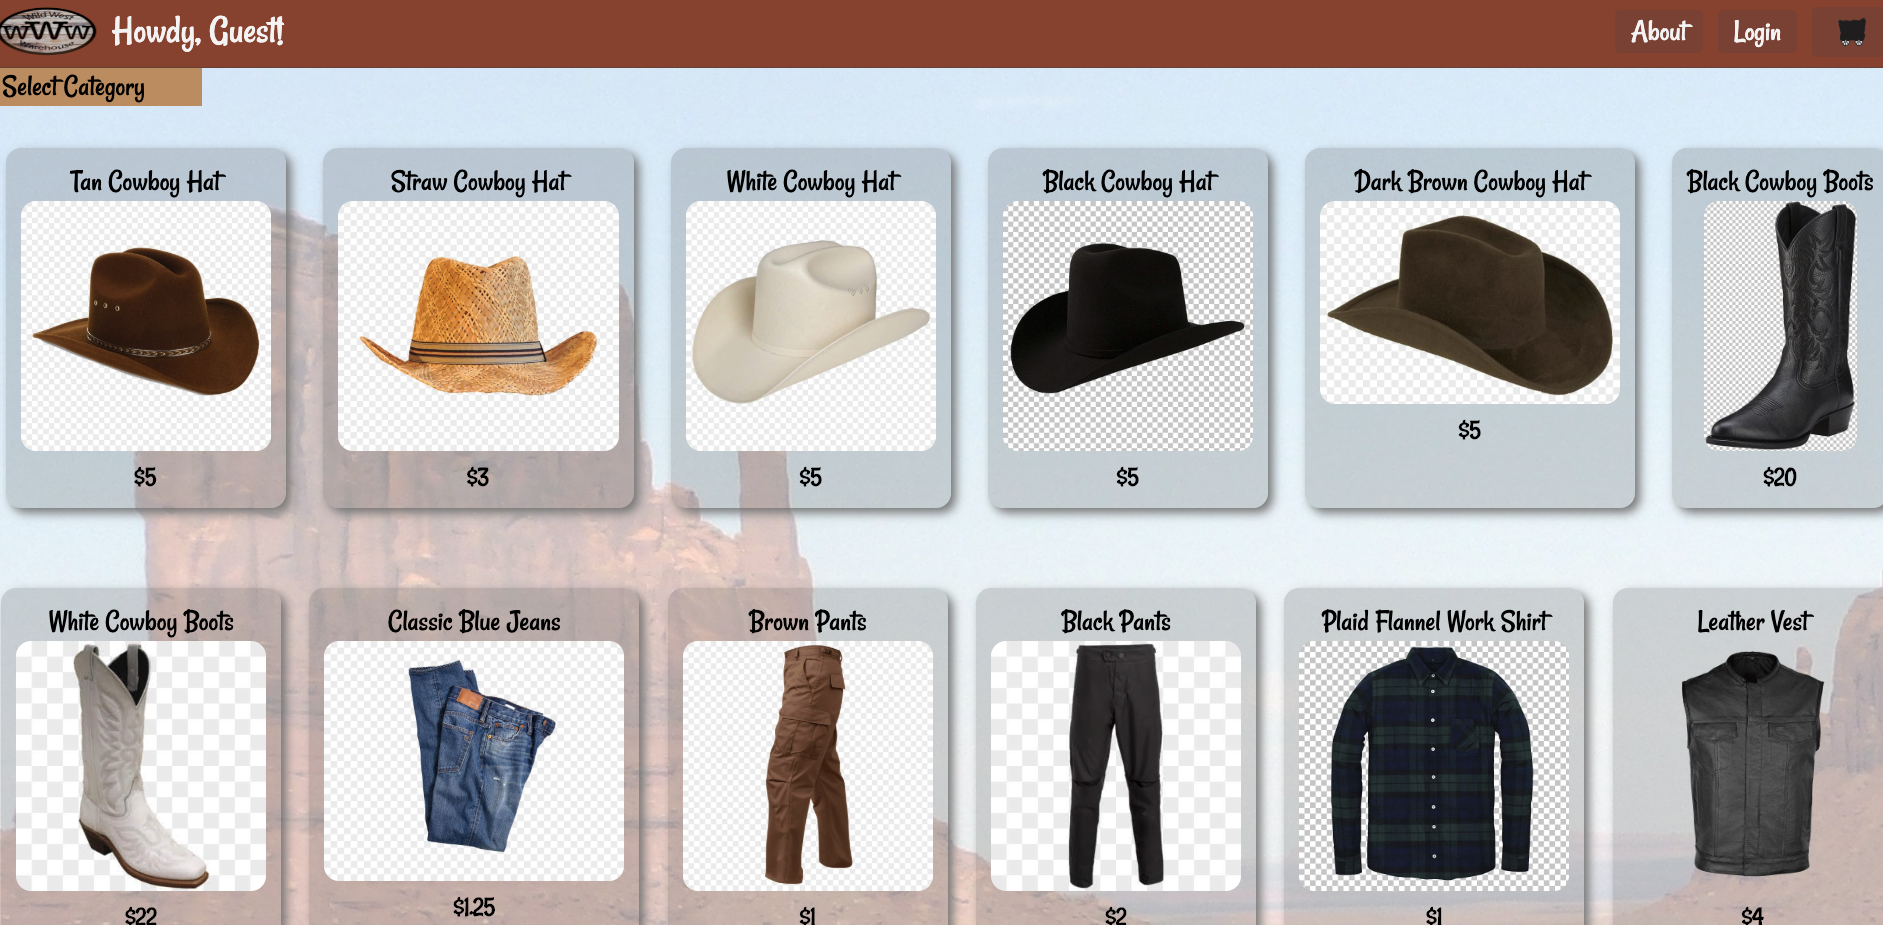 Wild West
WWW
Warehouse
Howdy, Guest!
About
Login
Select Category
Tan Cowboy Hat
$5
Straw Cowboy Hat
$3
White Cowboy Hat
$5
Black Cowboy Hat
$5
Dark Brown Cowboy Hat
$5
Black Cowboy Boots
$20
White Cowboy Boots
$22
Classic Blue Jeans
$1.25
Brown Pants
$1
Black Pants
$2
Plaid Flannel Work Shirt
$1
Leather Vest
$4